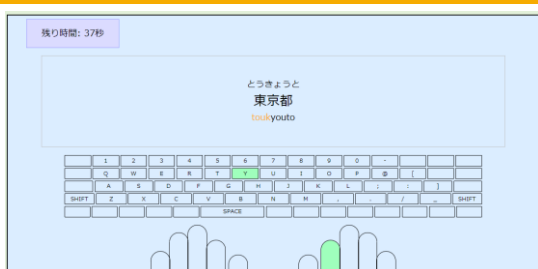 残り時間: 37秒
とうきょうと
東京都
toukyouto
1 2 3 4 5 6 7 8 9 0 -
Q W E R T Y U I O P @ [
A S D F G H J K L ; : ]
SHIFT Z X C V B N M , . / _ SHIFT
SPACE